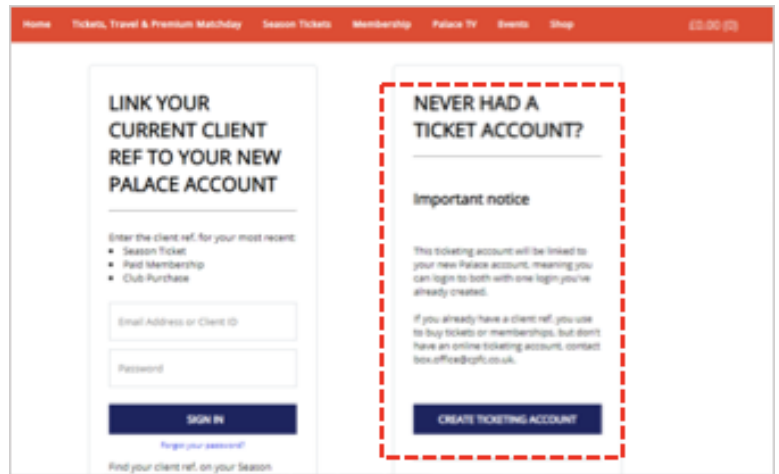 Home Tickets, Travel & Premium Matchday Season Tickets Membership Palace TV Events Shop £0.00 (0)
LINK YOUR
CURRENT CLIENT
REF TO YOUR NEW
PALACE ACCOUNT
Enter the client ref. for your most recent:
• Season Ticket
• Paid Membership
• Club Purchase
Email Address or Client ID
Password
SIGN IN
Forgot your password?
Find your client ref. on your Season
NEVER HAD A
TICKET ACCOUNT?
Important notice
This ticketing account will be linked to
your new Palace account, meaning you
can login to both with one login you've
already created.
If you already have a client ref. you use
to buy tickets or memberships, but don't
have an online ticketing account, contact
box.office@cpfc.co.uk.
CREATE TICKETING ACCOUNT